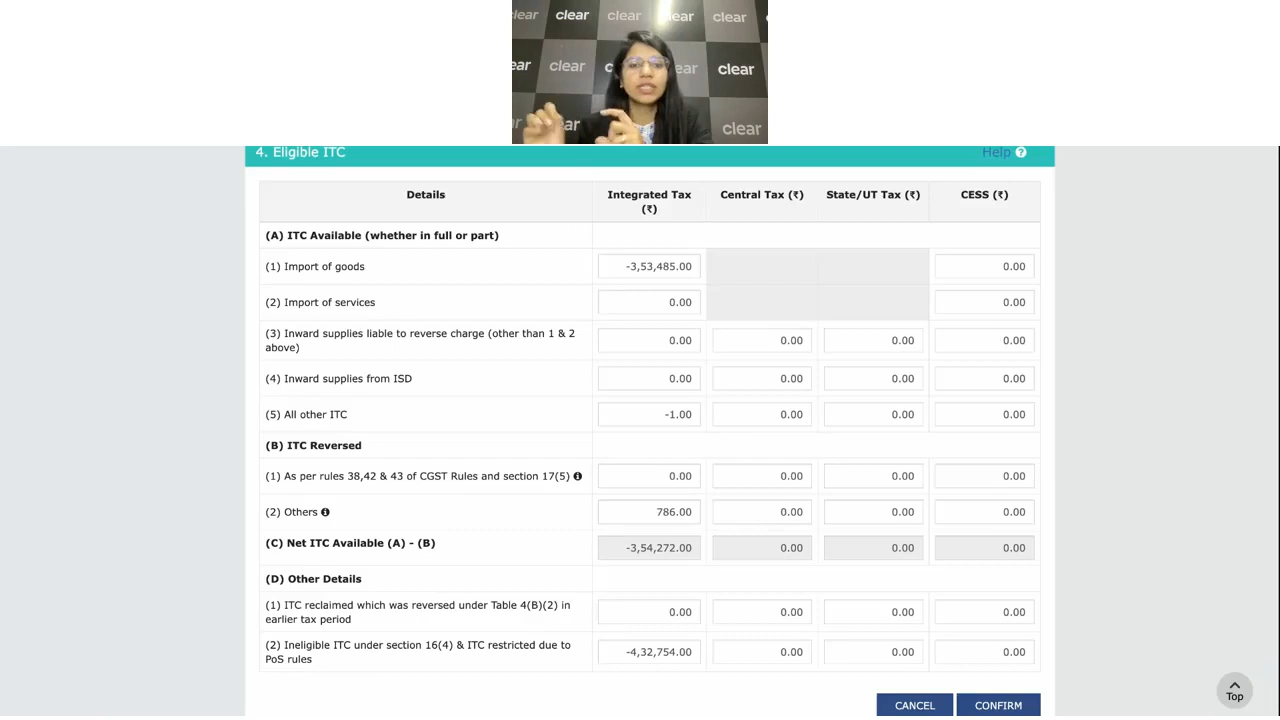 clear clear clear clear clear
ear clear c ear clear
r ar clear
4. Eligible ITC Help ?
Details Integrated Tax (₹) Central Tax (₹) State/UT Tax (₹) CESS (₹)
(A) ITC Available (whether in full or part)
(1) Import of goods -3,53,485.00 0.00
(2) Import of services 0.00 0.00
(3) Inward supplies liable to reverse charge (other than 1 & 2
above) 0.00 0.00 0.00 0.00
(4) Inward supplies from ISD 0.00 0.00 0.00 0.00
(5) All other ITC -1.00 0.00 0.00 0.00
(B) ITC Reversed
(1) As per rules 38,42 & 43 of CGST Rules and section 17(5) 0.00 0.00 0.00 0.00
(2) Others 786.00 0.00 0.00 0.00
(C) Net ITC Available (A) - (B) -3,54,272.00 0.00 0.00 0.00
(D) Other Details
(1) ITC reclaimed which was reversed under Table 4(B)(2) in
earlier tax period 0.00 0.00 0.00 0.00
(2) Ineligible ITC under section 16(4) & ITC restricted due to
PoS rules -4,32,754.00 0.00 0.00 0.00
CANCEL CONFIRM
Top